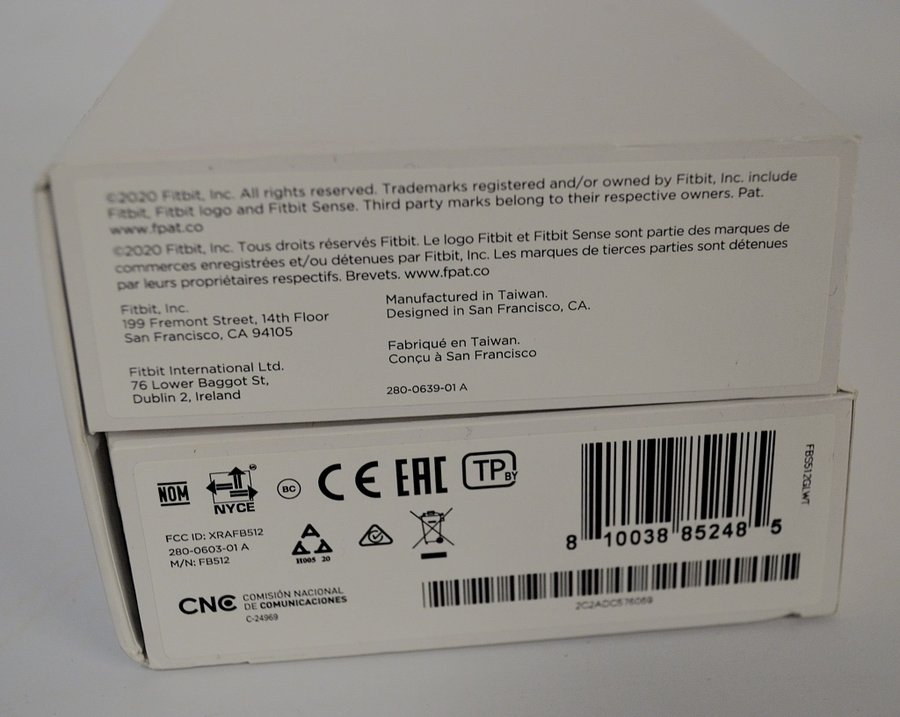 ©2020 Fitbit, Inc. All rights reserved. Trademarks registered and/or owned by Fitbit, Inc. include
Fitbit, Fitbit logo and Fitbit Sense. Third party marks belong to their respective owners. Pat.
www.fpat.co
©2020 Fitbit, Inc. Tous droits réservés Fitbit. Le logo Fitbit et Fitbit Sense sont partie des marques de
commerces enregistrées et/ou détenues par Fitbit, Inc. Les marques de tierces parties sont détenues
par leurs propriétaires respectifs. Brevets. www.fpat.co
Fitbit, Inc.
199 Fremont Street, 14th Floor
San Francisco, CA 94105
Manufactured in Taiwan.
Designed in San Francisco, CA.
Fitbit International Ltd.
76 Lower Baggot St,
Dublin 2, Ireland
Fabriqué en Taiwan.
Conçu à San Francisco
280-0639-01 A
NOM
NYCE
BC
CE
EAC
TP BY
FCC ID: XRAFB512
280-0603-01 A
M/N: FB512
H005 20
CNC COMISIÓN NACIONAL
DE COMUNICACIONES
C-24969
8 10038 85248 5
FBS512GLWT
2C2ADC576069